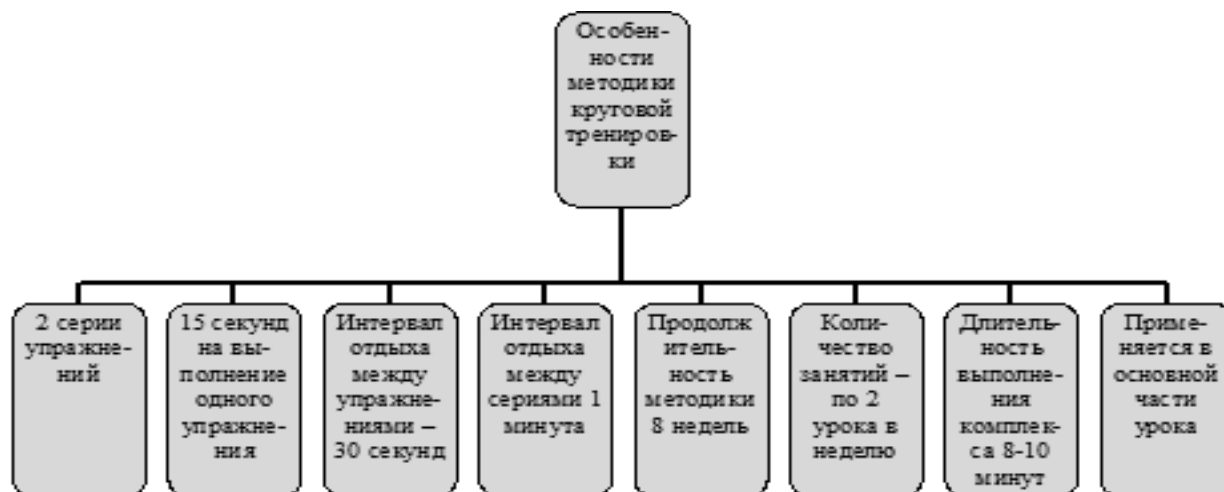 Особен-
ности
методики
круговой
трениров-
ки
2 серии
упражне-
ний
15 секунд
на вы-
полнение
одного
упражне-
ния
Интервал
отдыха
между
упражне-
ниями –
30 секунд
Интервал
отдыха
между
сериями 1
минута
Продолж
итель-
ность
методики
8 недель
Коли-
чество
занятий –
по 2
урока в
неделю
Длитель-
ность
выполне-
ния
комплек-
са 8-10
минут
Приме-
няется в
основной
части
урока